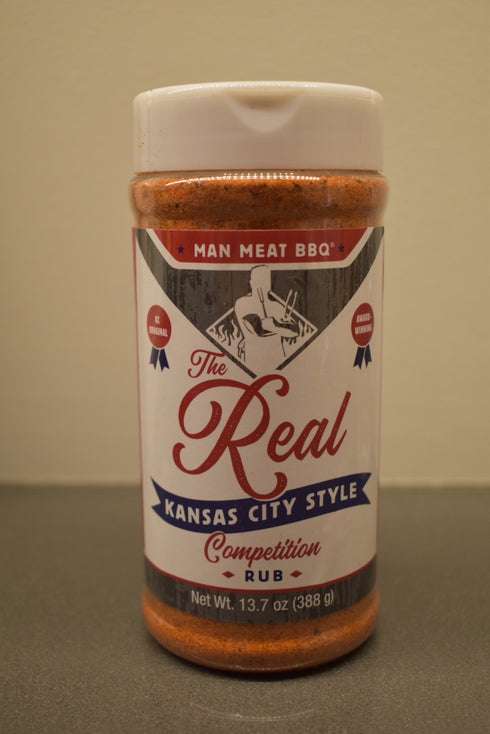 MAN MEAT BBQ®
KC
ORIGINAL
AWARD-
WINNING
The
Real
KANSAS CITY STYLE
Competition
RUB
Net Wt. 13.7 oz (388 g)